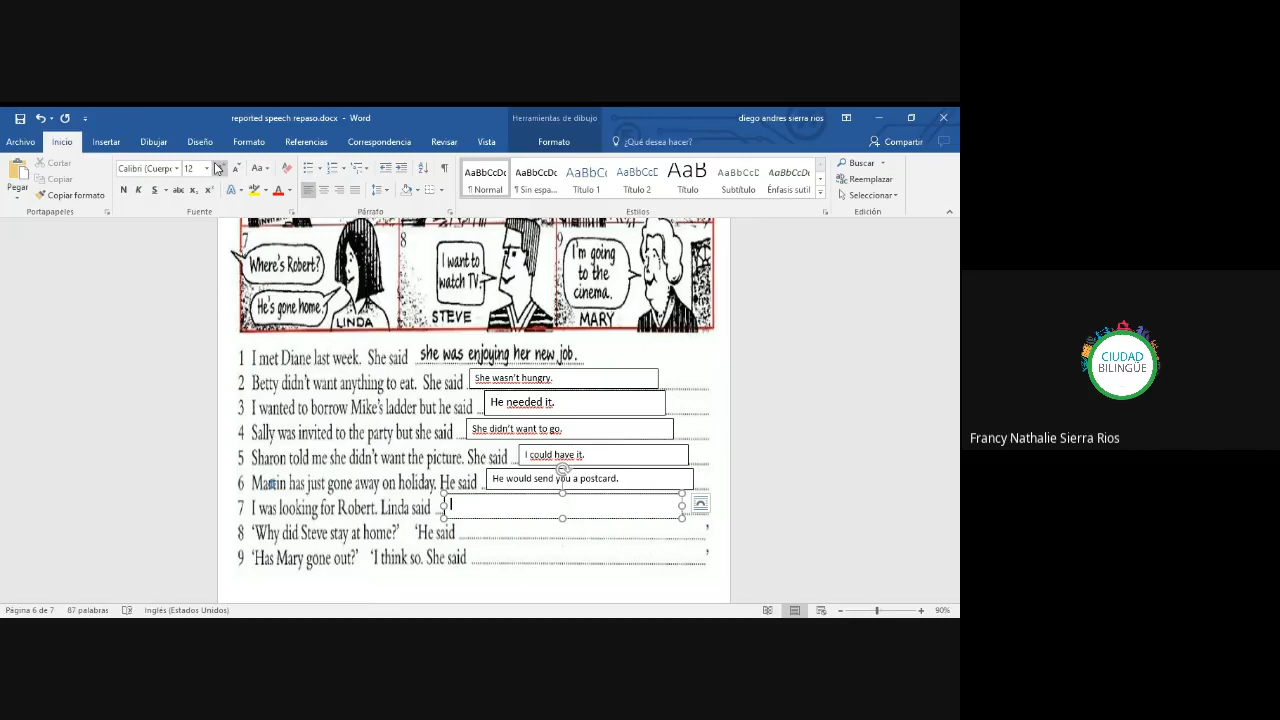 reported speech repaso.docx - Word
Herramientas de dibujo
diego andres sierra rios
Archivo Inicio Insertar Dibujar Diseño Formato Referencias Correspondencia Revisar Vista Formato ¿Qué desea hacer? Compartir
Pegar
Cortar
Copiar
Copiar formato
Portapapeles
Calibri (Cuerp 12
Aa
N K S abc x₂ x²
Fuente
Párrafo
AaBbCcDc AaBbCcDc AaBbCc AaBbCcD AaB AaBbCcD AaBbCcDc
¶ Normal ¶ Sin espa... Título 1 Título 2 Título Subtítulo Énfasis sutil
Estilos
Buscar
Reemplazar
Seleccionar
Edición
7
Where's Robert?
He's gone home.
LINDA
8
I want to
watch TV.
STEVE
9
I'm going
to the
cinema.
MARY
1 I met Diane last week. She said she was enjoying her new job.
2 Betty didn't want anything to eat. She said She wasn't hungry.
3 I wanted to borrow Mike's ladder but he said He needed it.
4 Sally was invited to the party but she said She didn't want to go.
5 Sharon told me she didn't want the picture. She said I could have it.
6 Martin has just gone away on holiday. He said He would send you a postcard.
7 I was looking for Robert. Linda said
8 'Why did Steve stay at home?' 'He said '
9 'Has Mary gone out?' 'I think so. She said '
Página 6 de 7 87 palabras Inglés (Estados Unidos) 90%
CIUDAD
BILINGÜE
Francy Nathalie Sierra Rios